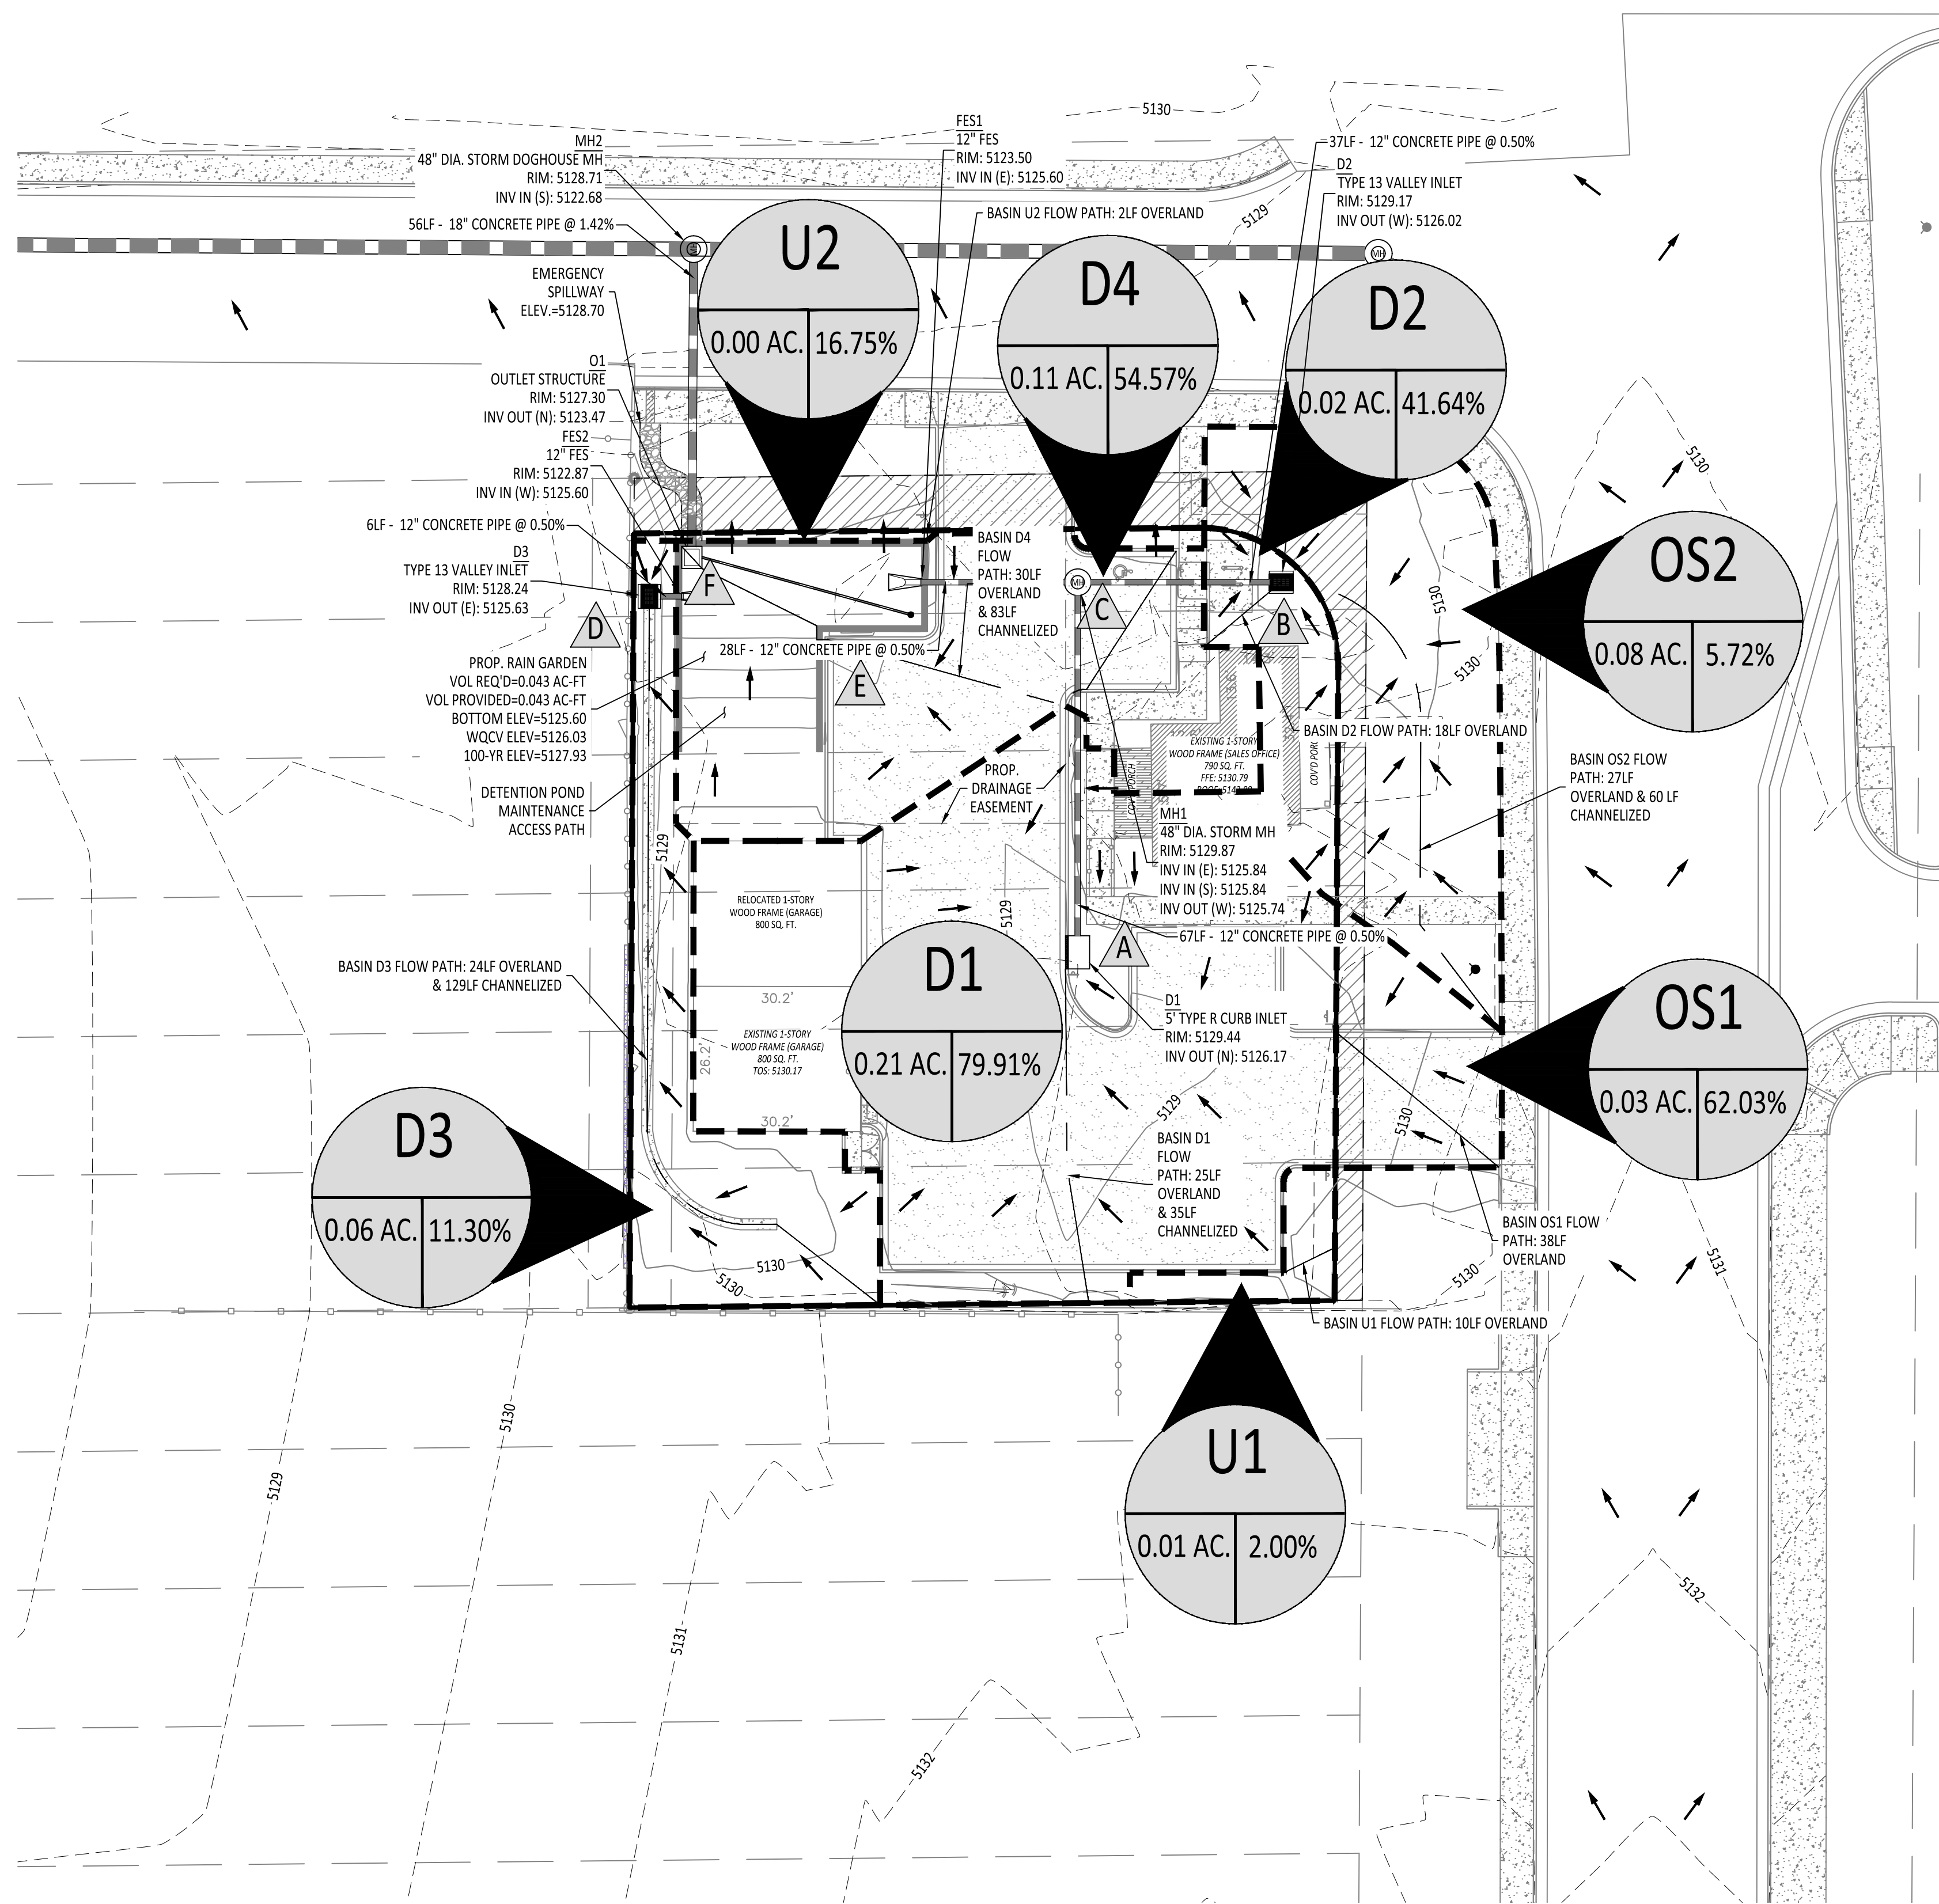 5130
FES1
12" FES
RIM: 5123.50
INV IN (E): 5125.60
MH2
48" DIA. STORM DOGHOUSE MH
RIM: 5128.71
INV IN (S): 5122.68
37LF - 12" CONCRETE PIPE @ 0.50%
D2
TYPE 13 VALLEY INLET
RIM: 5129.17
INV OUT (W): 5126.02
5129
56LF - 18" CONCRETE PIPE @ 1.42%
BASIN U2 FLOW PATH: 2LF OVERLAND
MH
MH
EMERGENCY
SPILLWAY
ELEV.=5128.70
U2
0.00 AC. 16.75%
D4
0.11 AC. 54.57%
D2
0.02 AC. 41.64%
O1
OUTLET STRUCTURE
RIM: 5127.30
INV OUT (N): 5123.47
FES2
12" FES
RIM: 5122.87
INV IN (W): 5125.60
6LF - 12" CONCRETE PIPE @ 0.50%
D3
TYPE 13 VALLEY INLET
RIM: 5128.24
INV OUT (E): 5125.63
5130
BASIN D4
FLOW
PATH: 30LF
OVERLAND
& 83LF
CHANNELIZED
OS2
0.08 AC. 5.72%
F
MH
C
B
D
E
5130
5130
28LF - 12" CONCRETE PIPE @ 0.50%
PROP. RAIN GARDEN
VOL REQ'D=0.043 AC-FT
VOL PROVIDED=0.043 AC-FT
BOTTOM ELEV=5125.60
WQCV ELEV=5126.03
100-YR ELEV=5127.93
BASIN D2 FLOW PATH: 18LF OVERLAND
EXISTING 1-STORY
WOOD FRAME (SALES OFFICE)
790 SQ. FT.
FFE: 5130.79
COV'D PORCH
BASIN OS2 FLOW
PATH: 27LF
OVERLAND & 60 LF
CHANNELIZED
PROP.
DRAINAGE
EASEMENT
DETENTION POND
MAINTENANCE
ACCESS PATH
MH1
48" DIA. STORM MH
RIM: 5129.87
INV IN (E): 5125.84
INV IN (S): 5125.84
INV OUT (W): 5125.74
5129
5129
RELOCATED 1-STORY
WOOD FRAME (GARAGE)
800 SQ. FT.
67LF - 12" CONCRETE PIPE @ 0.50%
A
BASIN D3 FLOW PATH: 24LF OVERLAND
& 129LF CHANNELIZED
D1
0.21 AC. 79.91%
30.2'
D1
5' TYPE R CURB INLET
RIM: 5129.44
INV OUT (N): 5126.17
OS1
0.03 AC. 62.03%
EXISTING 1-STORY
WOOD FRAME (GARAGE)
800 SQ. FT.
TOS: 5130.17
26.2'
30.2'
5129
5130
D3
0.06 AC. 11.30%
BASIN D1
FLOW
PATH: 25LF
OVERLAND
& 35LF
CHANNELIZED
BASIN OS1 FLOW
PATH: 38LF
OVERLAND
5130
5130
5130
5131
BASIN U1 FLOW PATH: 10LF OVERLAND
5130
5129
U1
0.01 AC. 2.00%
5132
5131
5132